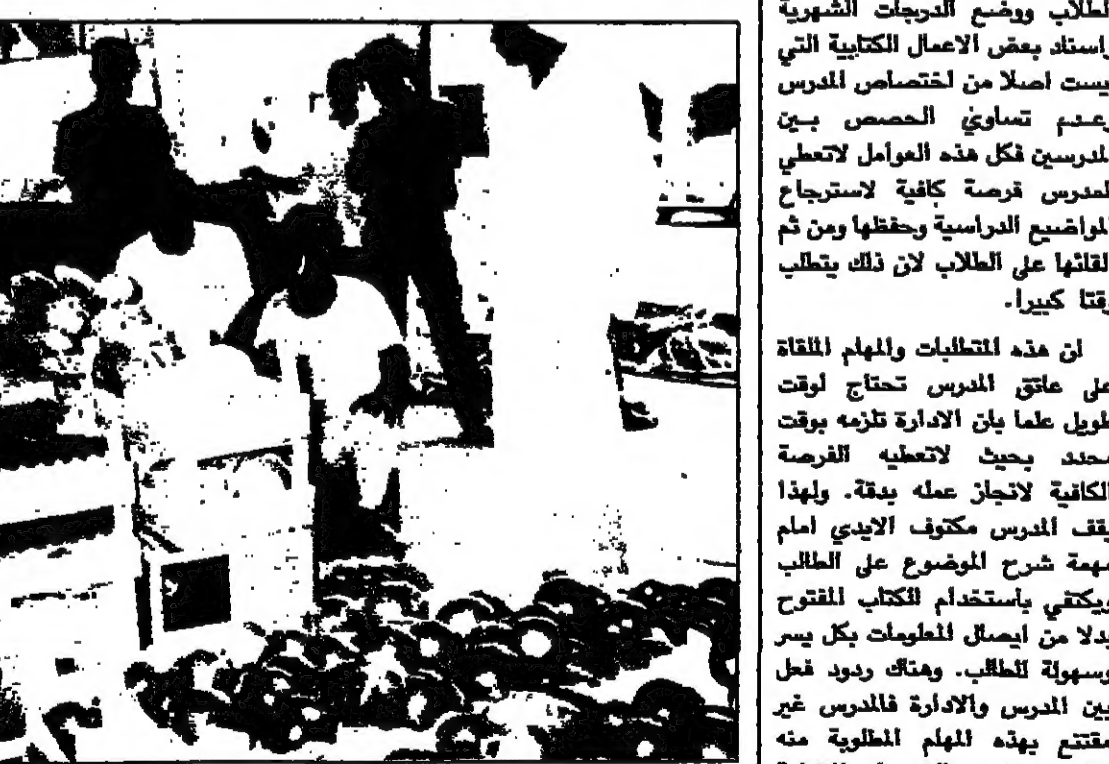 الطلاب ووضع الدرجات الشهرية
واسناد بعض الاعمال الكتابية التي
ليست اصلا من اختصاص المدرس
وعدم تساوي الحصص بين
المدرسين فكل هذه العوامل لاتعطي
المدرس فرصة كافية لاسترجاع
المواضيع الدراسية وحفظها ومن ثم
القائها على الطلاب لان ذلك يتطلب
وقتا كبيرا.
ان هذه المتطلبات والمهام الملقاة
على عاتق المدرس تحتاج لوقت
طويل علما بان الادارة تلزمه بوقت
محدد بحيث لاتعطيه الفرصة
الكافية لانجاز عمله بدقة. ولهذا
يقف المدرس مكتوف الايدي امام
مهمة شرح الموضوع على الطالب
ويكتفي باستخدام الكتاب المفتوح
بدلا من ايصال المعلومات بكل يسر
وسهولة للطالب. وهناك ردود فعل
بين المدرس والادارة فالمدرس غير
مقتنع بهذه المهام المطلوبة منه